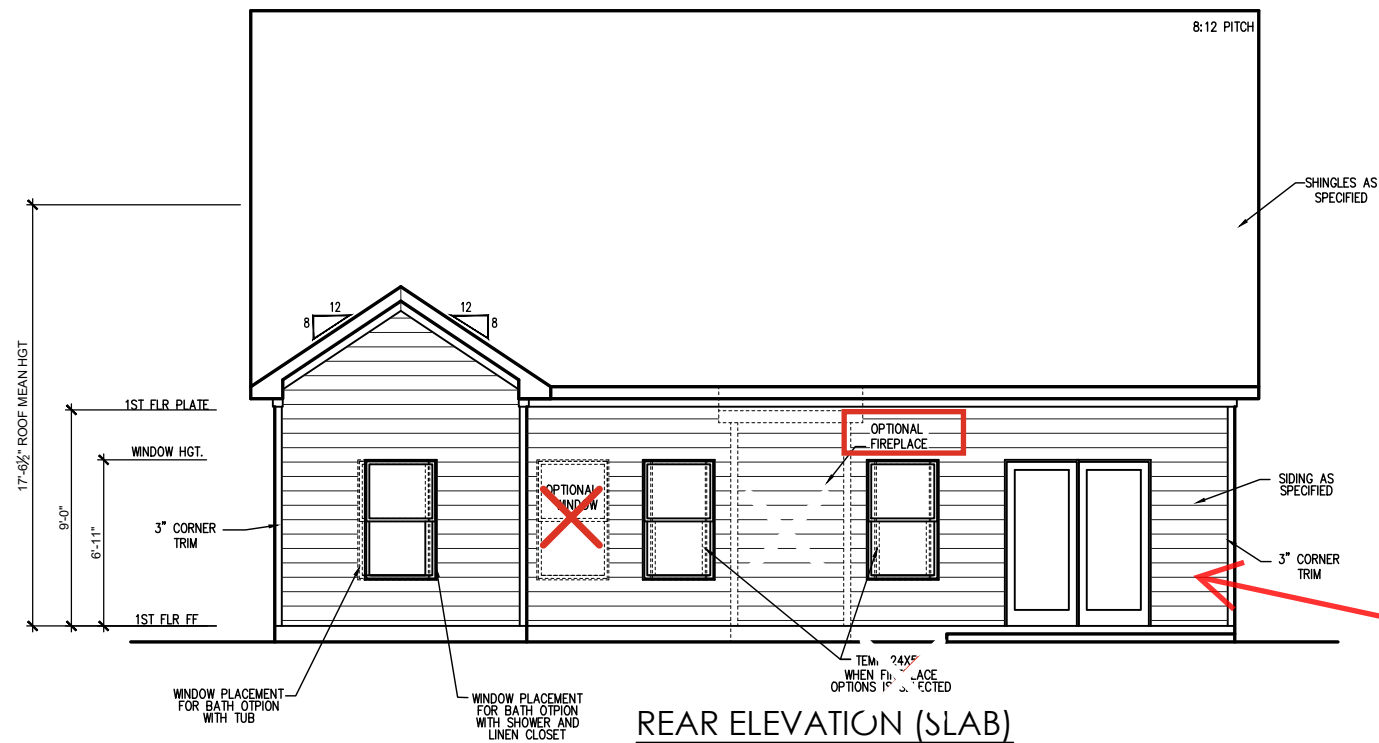 8:12 PITCH
SHINGLES AS
SPECIFIED
12
8
12
8
17'-6½" ROOF MEAN HGT
1ST FLR PLATE
WINDOW HGT.
9'-0"
6'-11"
3" CORNER
TRIM
1ST FLR FF
OPTIONAL
OPTIONAL
FIREPLACE
SIDING AS
SPECIFIED
3" CORNER
TRIM
WHEN
OPTIONS
WINDOW PLACEMENT
FOR BATH OTPION
WITH TUB
WINDOW PLACEMENT
FOR BATH OTPION
WITH SHOWER AND
LINEN CLOSET
REAR ELEVATION (SLAB)